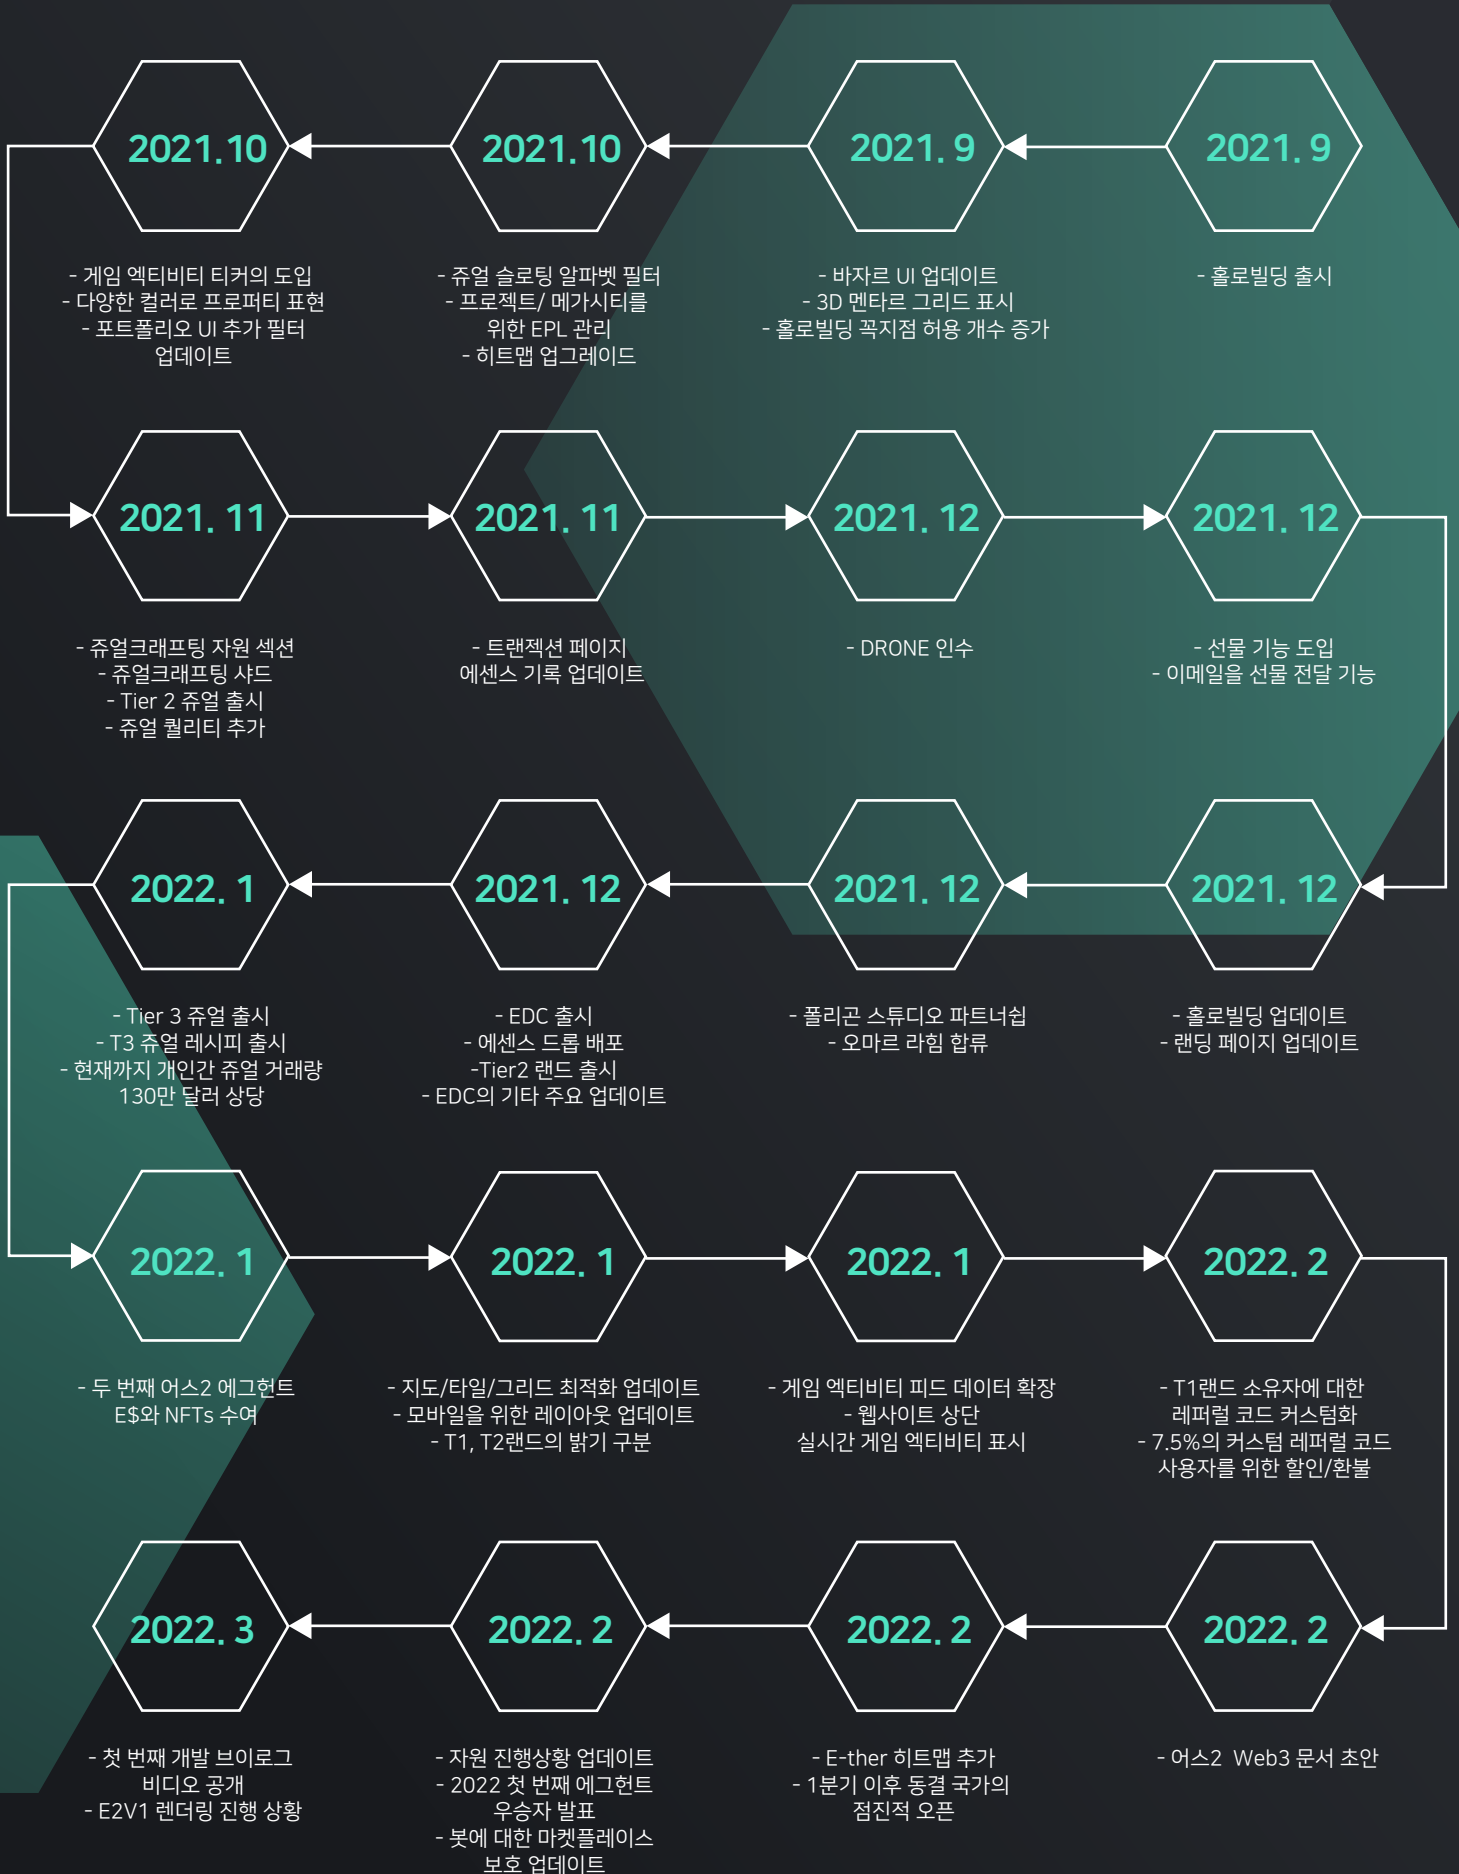 2021.10
2021.10
2021. 9
2021. 9
- 게임 엑티비티 티커의 도입
- 다양한 컬러로 프로퍼티 표현
- 포트폴리오 UI 추가 필터
업데이트
- 쥬얼 슬로팅 알파벳 필터
- 프로젝트/ 메가시티를
위한 EPL 관리
- 히트맵 업그레이드
- 바자르 UI 업데이트
- 3D 멘타르 그리드 표시
- 홀로빌딩 꼭지점 허용 개수 증가
- 홀로빌딩 출시
2021. 11
2021. 11
2021. 12
2021. 12
- 쥬얼크래프팅 자원 섹션
- 쥬얼크래프팅 샤드
- Tier 2 쥬얼 출시
- 쥬얼 퀄리티 추가
- 트랜젝션 페이지
에센스 기록 업데이트
- DRONE 인수
- 선물 기능 도입
- 이메일을 선물 전달 기능
2022. 1
2021. 12
2021. 12
2021. 12
- Tier 3 쥬얼 출시
- T3 쥬얼 레시피 출시
- 현재까지 개인간 쥬얼 거래량
130만 달러 상당
- EDC 출시
- 에센스 드롭 배포
-Tier2 랜드 출시
- EDC의 기타 주요 업데이트
- 폴리곤 스튜디오 파트너쉽
- 오마르 라힘 합류
- 홀로빌딩 업데이트
- 랜딩 페이지 업데이트
2022. 1
2022. 1
2022. 1
2022. 2
- 두 번째 어스2 에그헌트
E$와 NFTs 수여
- 지도/타일/그리드 최적화 업데이트
- 모바일을 위한 레이아웃 업데이트
- T1, T2랜드의 밝기 구분
- 게임 엑티비티 피드 데이터 확장
- 웹사이트 상단
실시간 게임 엑티비티 표시
- T1랜드 소유자에 대한
레퍼럴 코드 커스텀화
- 7.5%의 커스텀 레퍼럴 코드
사용자를 위한 할인/환불
2022. 3
2022. 2
2022. 2
2022. 2
- 첫 번째 개발 브이로그
비디오 공개
- E2V1 렌더링 진행 상황
- 자원 진행상황 업데이트
- 2022 첫 번째 에그헌트
우승자 발표
- 봇에 대한 마켓플레이스
보호 업데이트
- E-ther 히트맵 추가
- 1분기 이후 동결 국가의
점진적 오픈
- 어스2 Web3 문서 초안